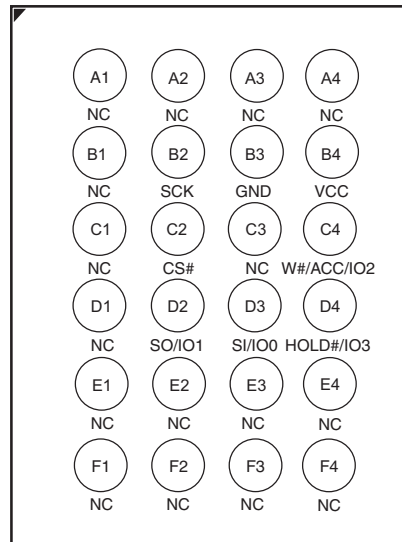 A1 A2 A3 A4
NC NC NC NC
B1 B2 B3 B4
NC SCK GND VCC
C1 C2 C3 C4
NC CS# NC W#/ACC/IO2
D1 D2 D3 D4
NC SO/IO1 SI/IO0 HOLD#/IO3
E1 E2 E3 E4
NC NC NC NC
F1 F2 F3 F4
NC NC NC NC